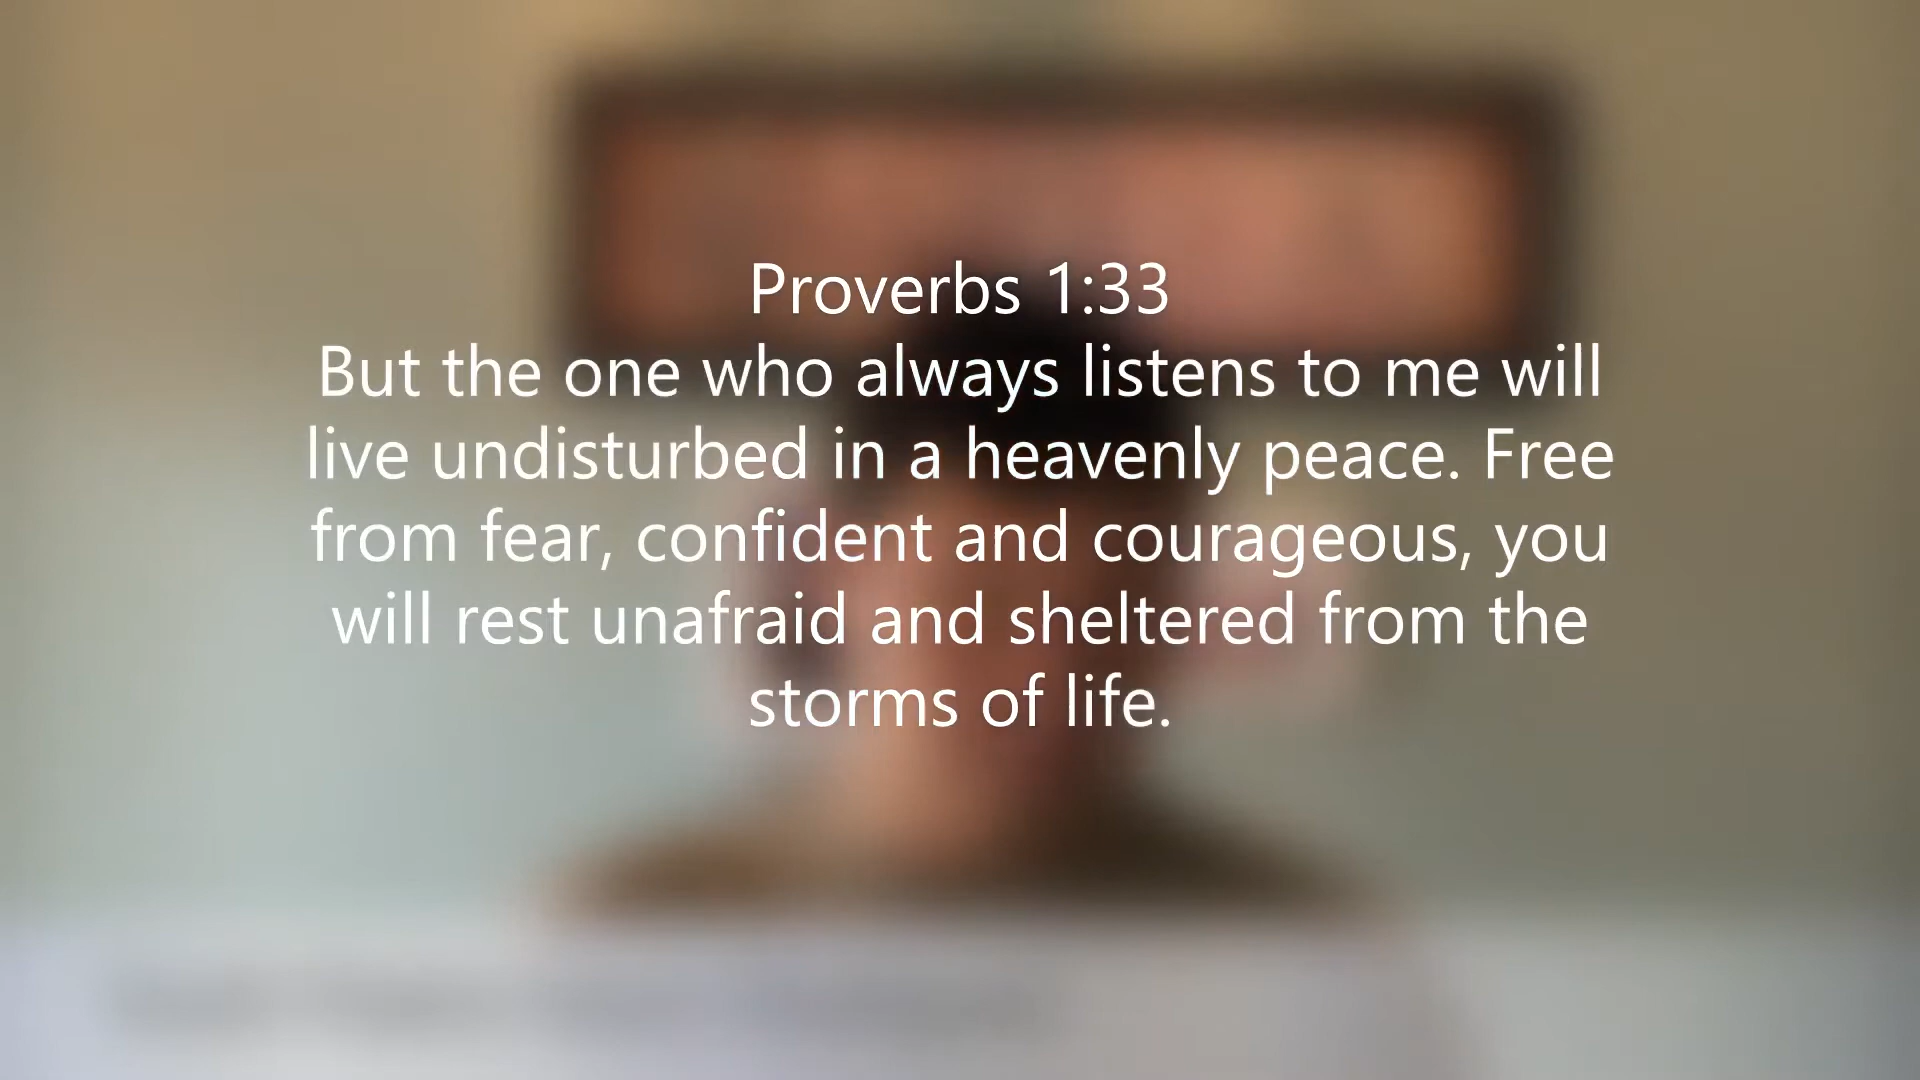 Proverbs 1:33
But the one who always listens to me will
live undisturbed in a heavenly peace. Free
from fear, confident and courageous, you
will rest unafraid and sheltered from the
storms of life.